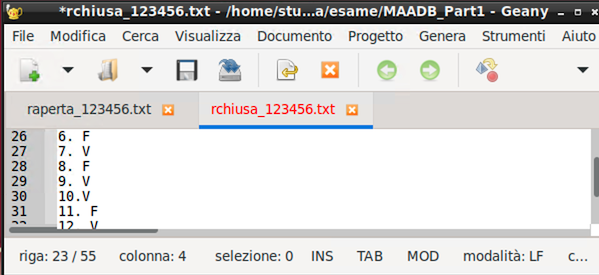 *rchiusa_123456.txt - /home/stu...a/esame/MAADB_Part1 - Geany
File Modifica Cerca Visualizza Documento Progetto Genera Strumenti Aiuto
raperta_123456.txt rchiusa_123456.txt
26 6. F
27 7. V
28 8. F
29 9. V
30 10.V
31 11. F
32 12. V
riga: 23 / 55 colonna: 4 selezione: 0 INS TAB MOD modalità: LF c...